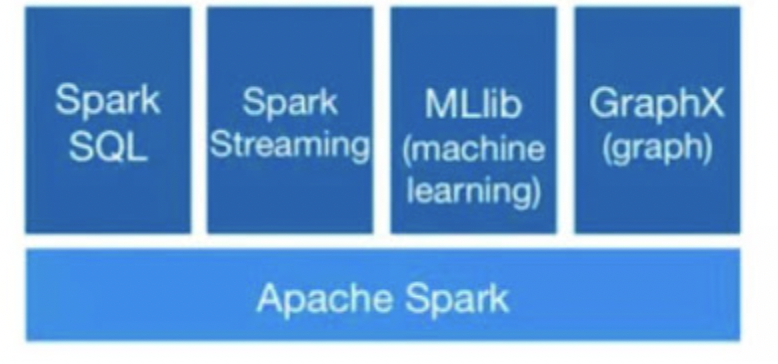 Spark
SQL
Spark
Streaming
MLlib
(machine
learning)
GraphX
(graph)
Apache Spark